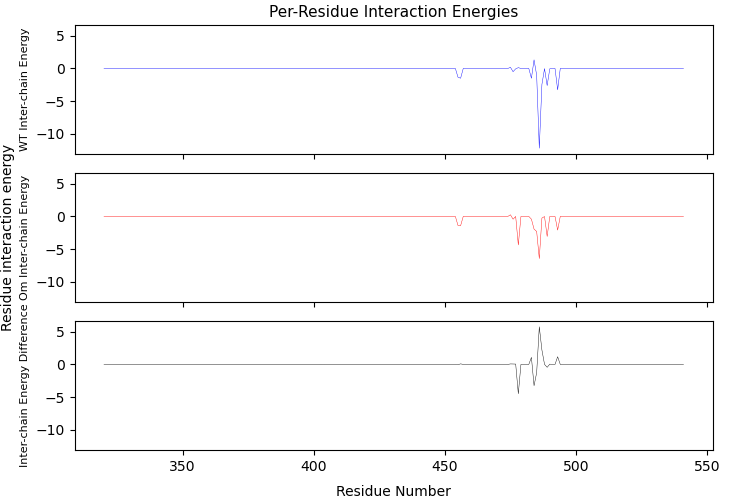 Per-Residue Interaction Energies
Residue interaction energy
WT Inter-chain Energy
5
0
−5
−10
Om Inter-chain Energy
5
0
−5
−10
Inter-chain Energy Difference
5
0
−5
−10
350
400
450
500
550
Residue Number